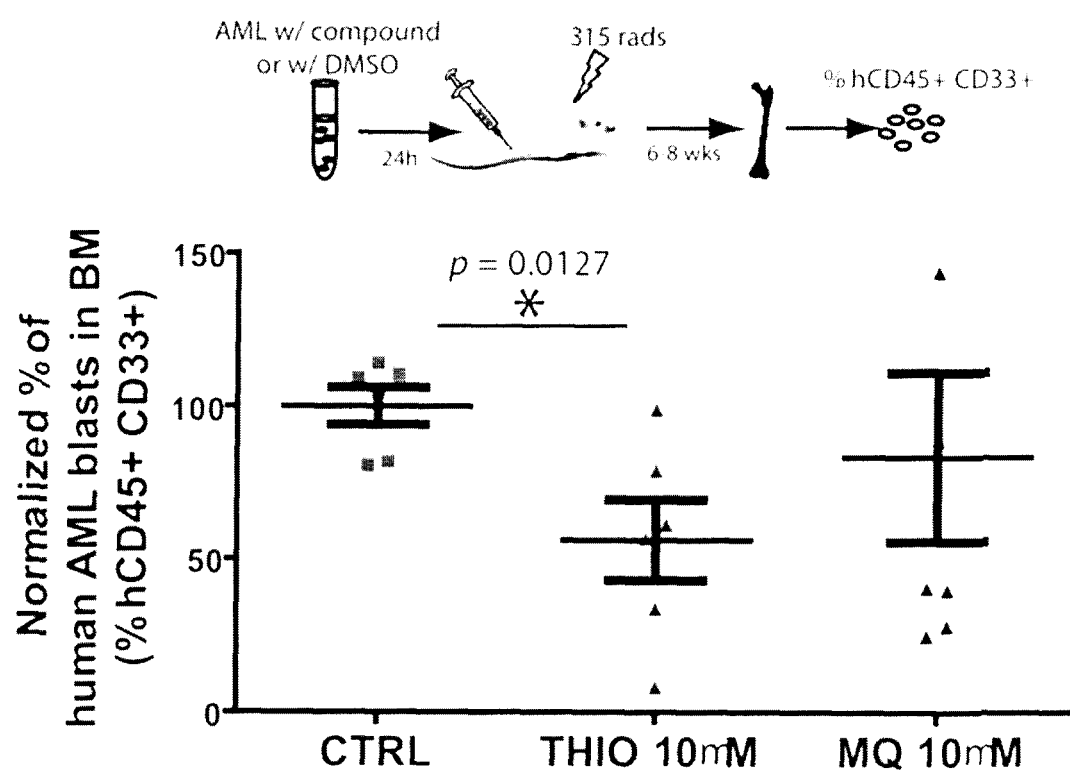 AML w/ compound
or w/ DMSO
315 rads
% hCD45+ CD33+
24h
6 8 wks
Normalized % of
human AML blasts in BM
(% hCD45+ CD33+)
150
100
50
0
p = 0.0127
*
CTRL
THIO 10mM
MQ 10mM